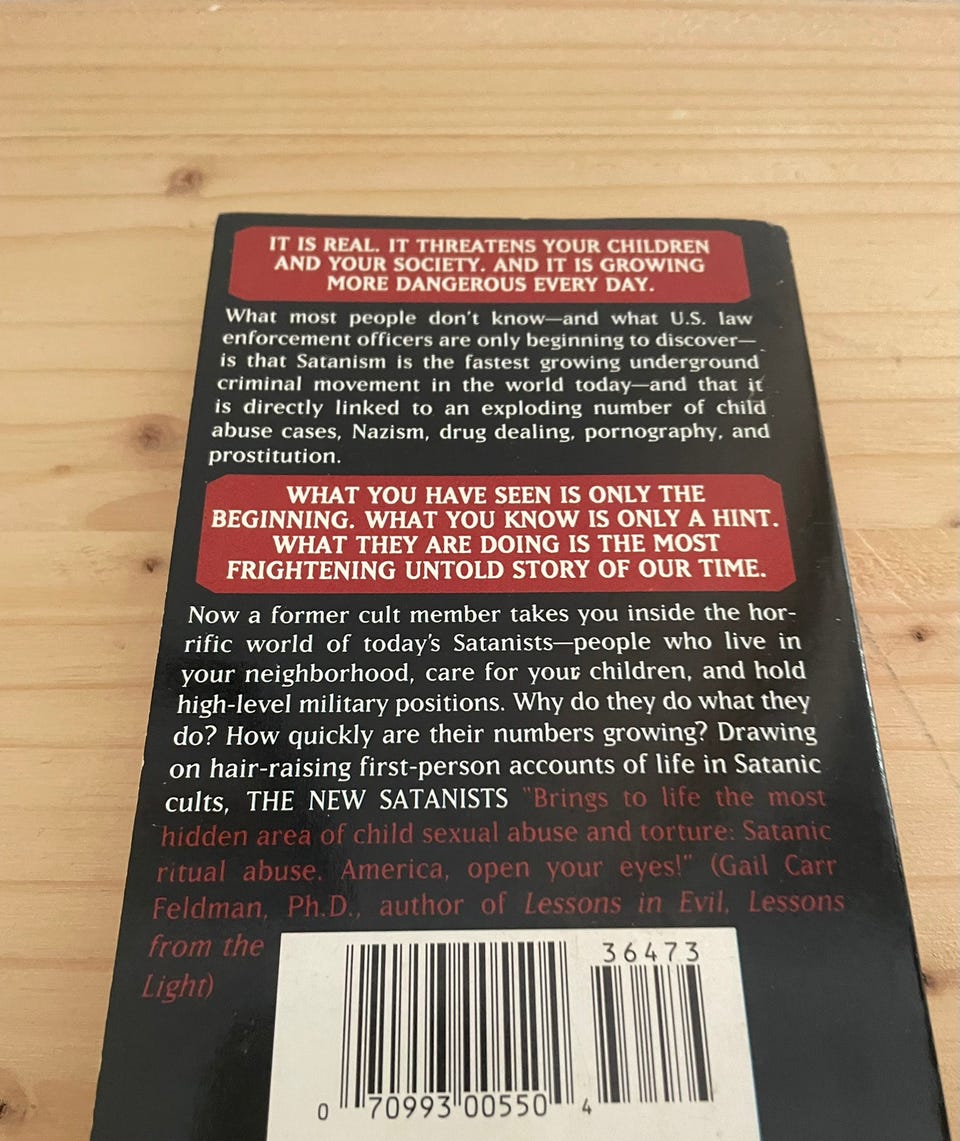 IT IS REAL. IT THREATENS YOUR CHILDREN
AND YOUR SOCIETY. AND IT IS GROWING
MORE DANGEROUS EVERY DAY.
What most people don't know—and what U.S. law
enforcement officers are only beginning to discover—
is that Satanism is the fastest growing underground
criminal movement in the world today—and that it
is directly linked to an exploding number of child
abuse cases, Nazism, drug dealing, pornography, and
prostitution.
WHAT YOU HAVE SEEN IS ONLY THE
BEGINNING. WHAT YOU KNOW IS ONLY A HINT.
WHAT THEY ARE DOING IS THE MOST
FRIGHTENING UNTOLD STORY OF OUR TIME.
Now a former cult member takes you inside the hor-
rific world of today's Satanists—people who live in
your neighborhood, care for your children, and hold
high-level military positions. Why do they do what they
do? How quickly are their numbers growing? Drawing
on hair-raising first-person accounts of life in Satanic
cults, THE NEW SATANISTS "Brings to life the most
hidden area of child sexual abuse and torture: Satanic
ritual abuse. America, open your eyes!" (Gail Carr
Feldman, Ph.D., author of Lessons in Evil, Lessons
from the
Light)
36473
0 70993 00550 4